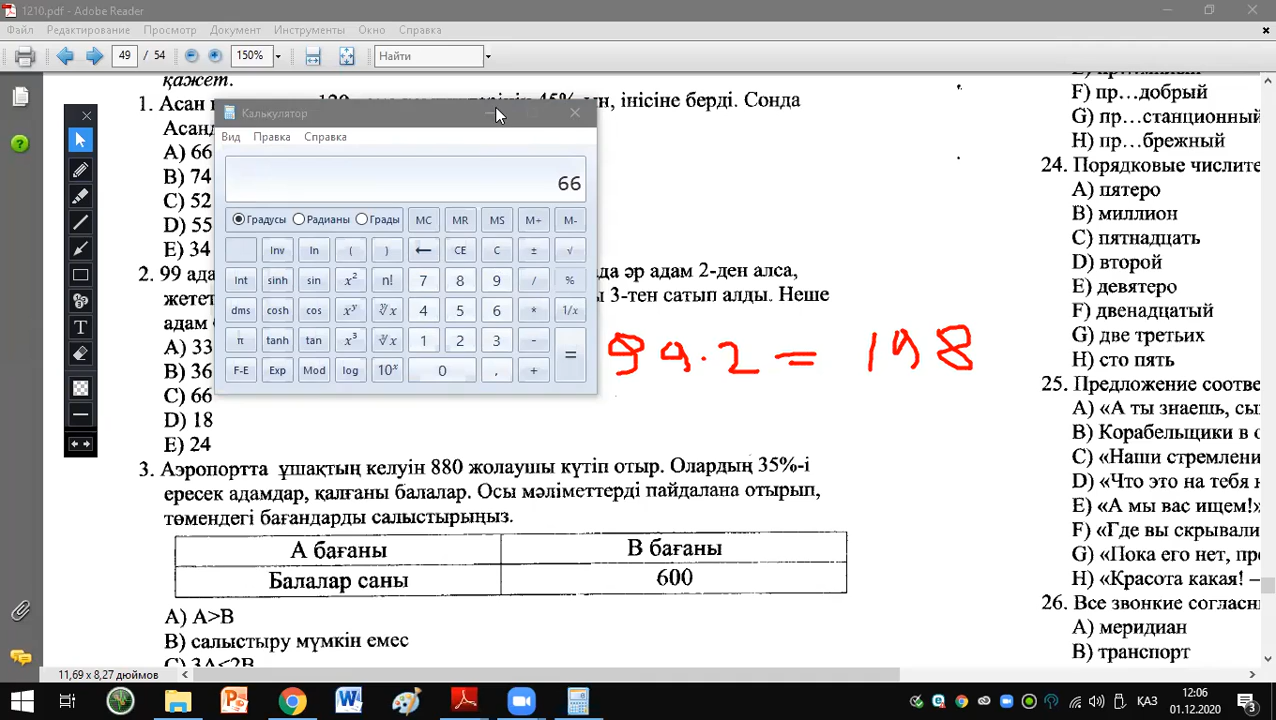 1210.pdf - Adobe Reader
Файл Редактирование Просмотр Документ Инструменты Окно Справка
49 / 54 150% Найти
қажет.
1. Асан 45% ын, інісіне берді. Сонда
A) 66
B) 74
C) 52
D) 55
E) 34
2. 99 ада әр адам 2-ден алса,
жетет 3-тен сатып алды. Неше
адам
A) 33
B) 36
C) 66
D) 18
E) 24
99·2 = 198
Калькулятор
Вид Правка Справка
66
Градусы Радианы Грады MC MR MS M+ M-
Inv ln ( ) ← CE C ± √
Int sinh sin x² n! 7 8 9 / %
dms cosh cos xʸ ʸ√x 4 5 6 * 1/x
π tanh tan x³ ³√x 1 2 3 - =
F-E Exp Mod log 10ˣ 0 , +
3. Аэропортта ұшақтың келуін 880 жолаушы күтіп отыр. Олардың 35%-і
ересек адамдар, қалғаны балалар. Осы мәліметтерді пайдалана отырып,
төмендегі бағандарды салыстырыңыз.
А бағаны В бағаны
Балалар саны 600
A) A>B
B) салыстыру мүмкін емес
C) 3A<2B
F) пр…добрый
G) пр…станционный
H) пр…брежный
24. Порядковые числите
A) пятеро
B) миллион
C) пятнадцать
D) второй
E) девятеро
F) двенадцатый
G) две третьих
H) сто пять
25. Предложение соотве
A) «А ты знаешь, сы
B) Корабельщики в о
C) «Наши стремлени
D) «Что это на тебя н
E) «А мы вас ищем!»
F) «Где вы скрывали
G) «Пока его нет, пр
H) «Красота какая! –
26. Все звонкие согласн
A) меридиан
B) транспорт
11,69 x 8,27 дюймов
КАЗ
12:06
01.12.2020
3